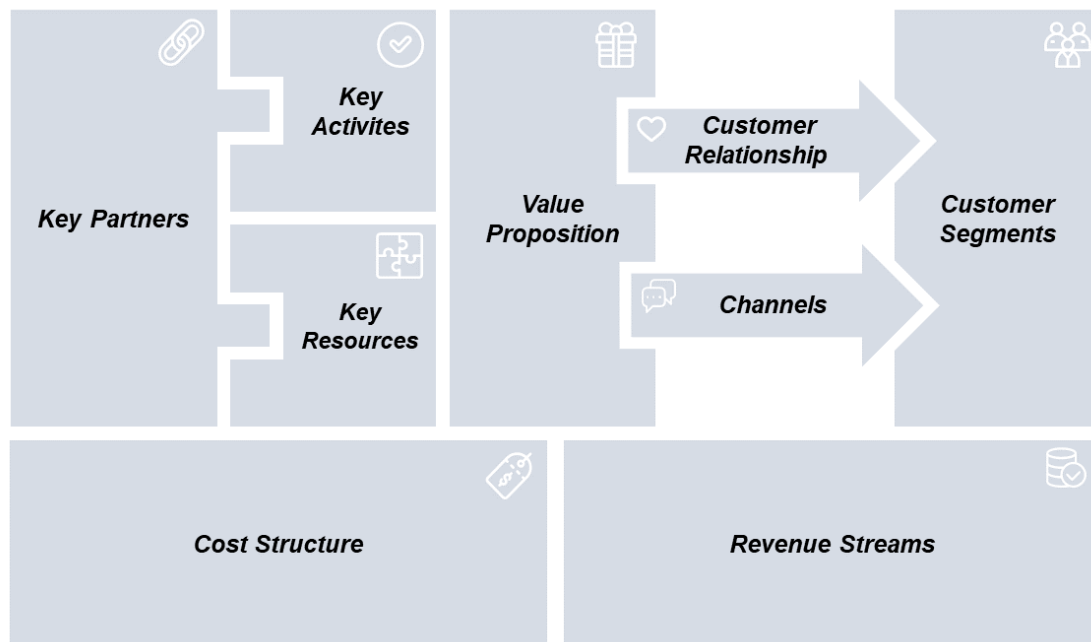 Key Partners
Key
Activites
Key
Resources
Value
Proposition
Customer
Relationship
Channels
Customer
Segments
Cost Structure
Revenue Streams